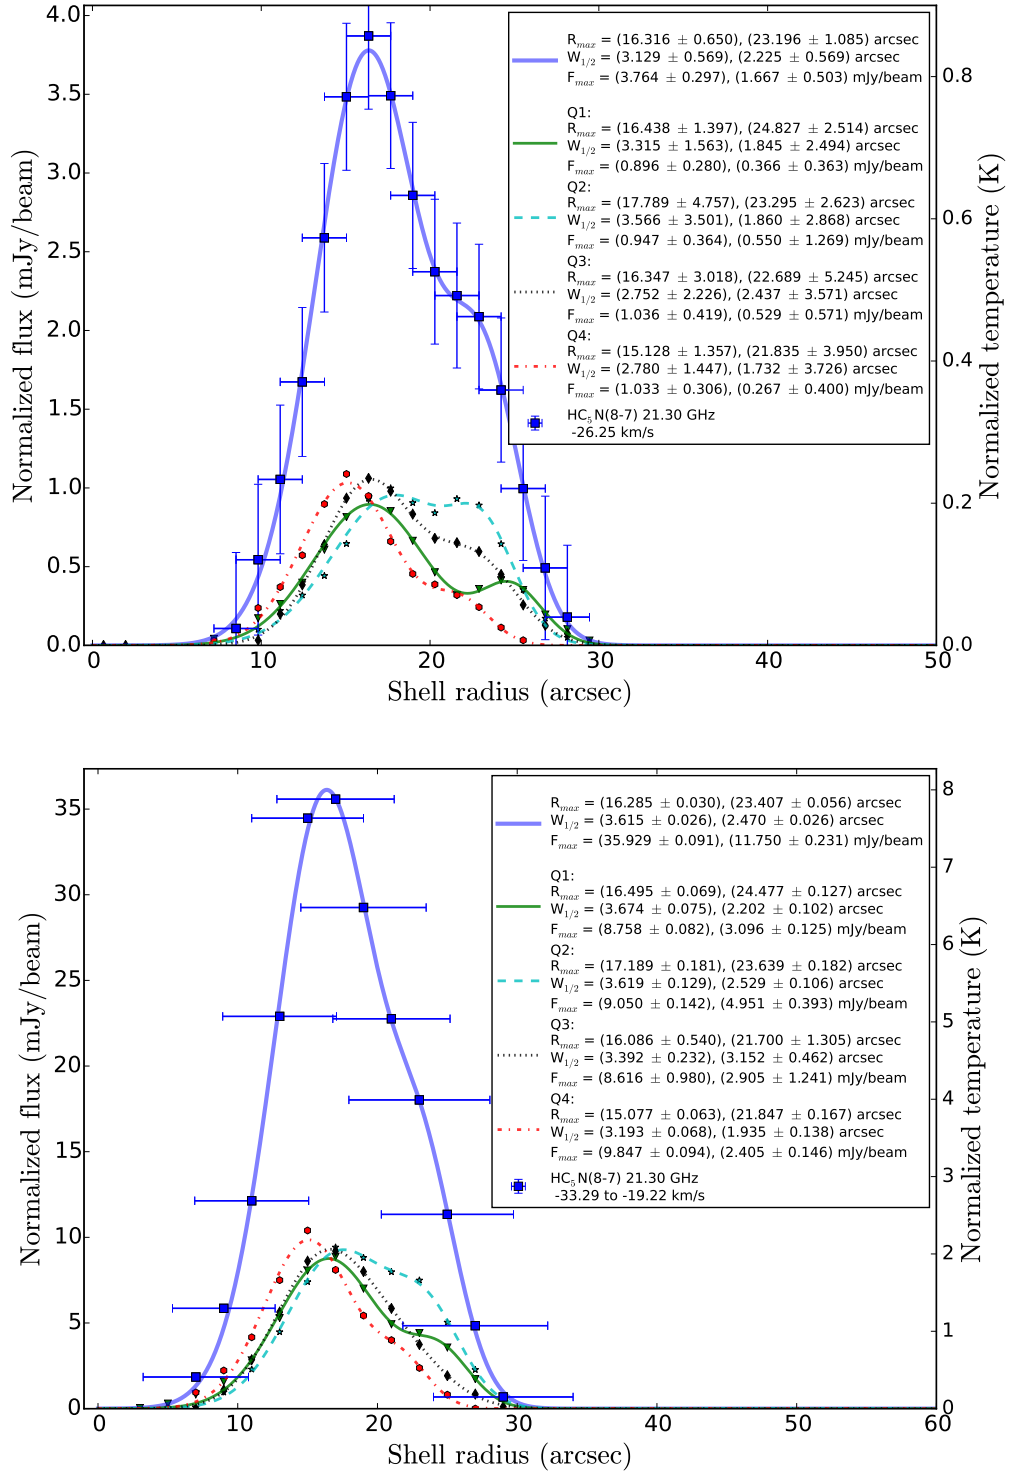 4.0
3.5
3.0
2.5
2.0
1.5
1.0
0.5
0.0
Normalized flux (mJy/beam)
R_max = (16.316 ± 0.650), (23.196 ± 1.085) arcsec
W_1/2 = (3.129 ± 0.569), (2.225 ± 0.569) arcsec
F_max = (3.764 ± 0.297), (1.667 ± 0.503) mJy/beam
Q1:
R_max = (16.438 ± 1.397), (24.827 ± 2.514) arcsec
W_1/2 = (3.315 ± 1.563), (1.845 ± 2.494) arcsec
F_max = (0.896 ± 0.280), (0.366 ± 0.363) mJy/beam
Q2:
R_max = (17.789 ± 4.757), (23.295 ± 2.623) arcsec
W_1/2 = (3.566 ± 3.501), (1.860 ± 2.868) arcsec
F_max = (0.947 ± 0.364), (0.550 ± 1.269) mJy/beam
Q3:
R_max = (16.347 ± 3.018), (22.689 ± 5.245) arcsec
W_1/2 = (2.752 ± 2.226), (2.437 ± 3.571) arcsec
F_max = (1.036 ± 0.419), (0.529 ± 0.571) mJy/beam
Q4:
R_max = (15.128 ± 1.357), (21.835 ± 3.950) arcsec
W_1/2 = (2.780 ± 1.447), (1.732 ± 3.726) arcsec
F_max = (1.033 ± 0.306), (0.267 ± 0.400) mJy/beam
HC5N(8-7) 21.30 GHz
-26.25 km/s
0.8
0.6
0.4
0.2
0.0
Normalized temperature (K)
0 10 20 30 40 50
Shell radius (arcsec)
35
30
25
20
15
10
5
0
Normalized flux (mJy/beam)
R_max = (16.285 ± 0.030), (23.407 ± 0.056) arcsec
W_1/2 = (3.615 ± 0.026), (2.470 ± 0.026) arcsec
F_max = (35.929 ± 0.091), (11.750 ± 0.231) mJy/beam
Q1:
R_max = (16.495 ± 0.069), (24.477 ± 0.127) arcsec
W_1/2 = (3.674 ± 0.075), (2.202 ± 0.102) arcsec
F_max = (8.758 ± 0.082), (3.096 ± 0.125) mJy/beam
Q2:
R_max = (17.189 ± 0.181), (23.639 ± 0.182) arcsec
W_1/2 = (3.619 ± 0.129), (2.529 ± 0.106) arcsec
F_max = (9.050 ± 0.142), (4.951 ± 0.393) mJy/beam
Q3:
R_max = (16.086 ± 0.540), (21.700 ± 1.305) arcsec
W_1/2 = (3.392 ± 0.232), (3.152 ± 0.462) arcsec
F_max = (8.616 ± 0.980), (2.905 ± 1.241) mJy/beam
Q4:
R_max = (15.077 ± 0.063), (21.847 ± 0.167) arcsec
W_1/2 = (3.193 ± 0.068), (1.935 ± 0.138) arcsec
F_max = (9.847 ± 0.094), (2.405 ± 0.146) mJy/beam
HC5N(8-7) 21.30 GHz
-33.29 to -19.22 km/s
8
7
6
5
4
3
2
1
0
Normalized temperature (K)
0 10 20 30 40 50 60
Shell radius (arcsec)